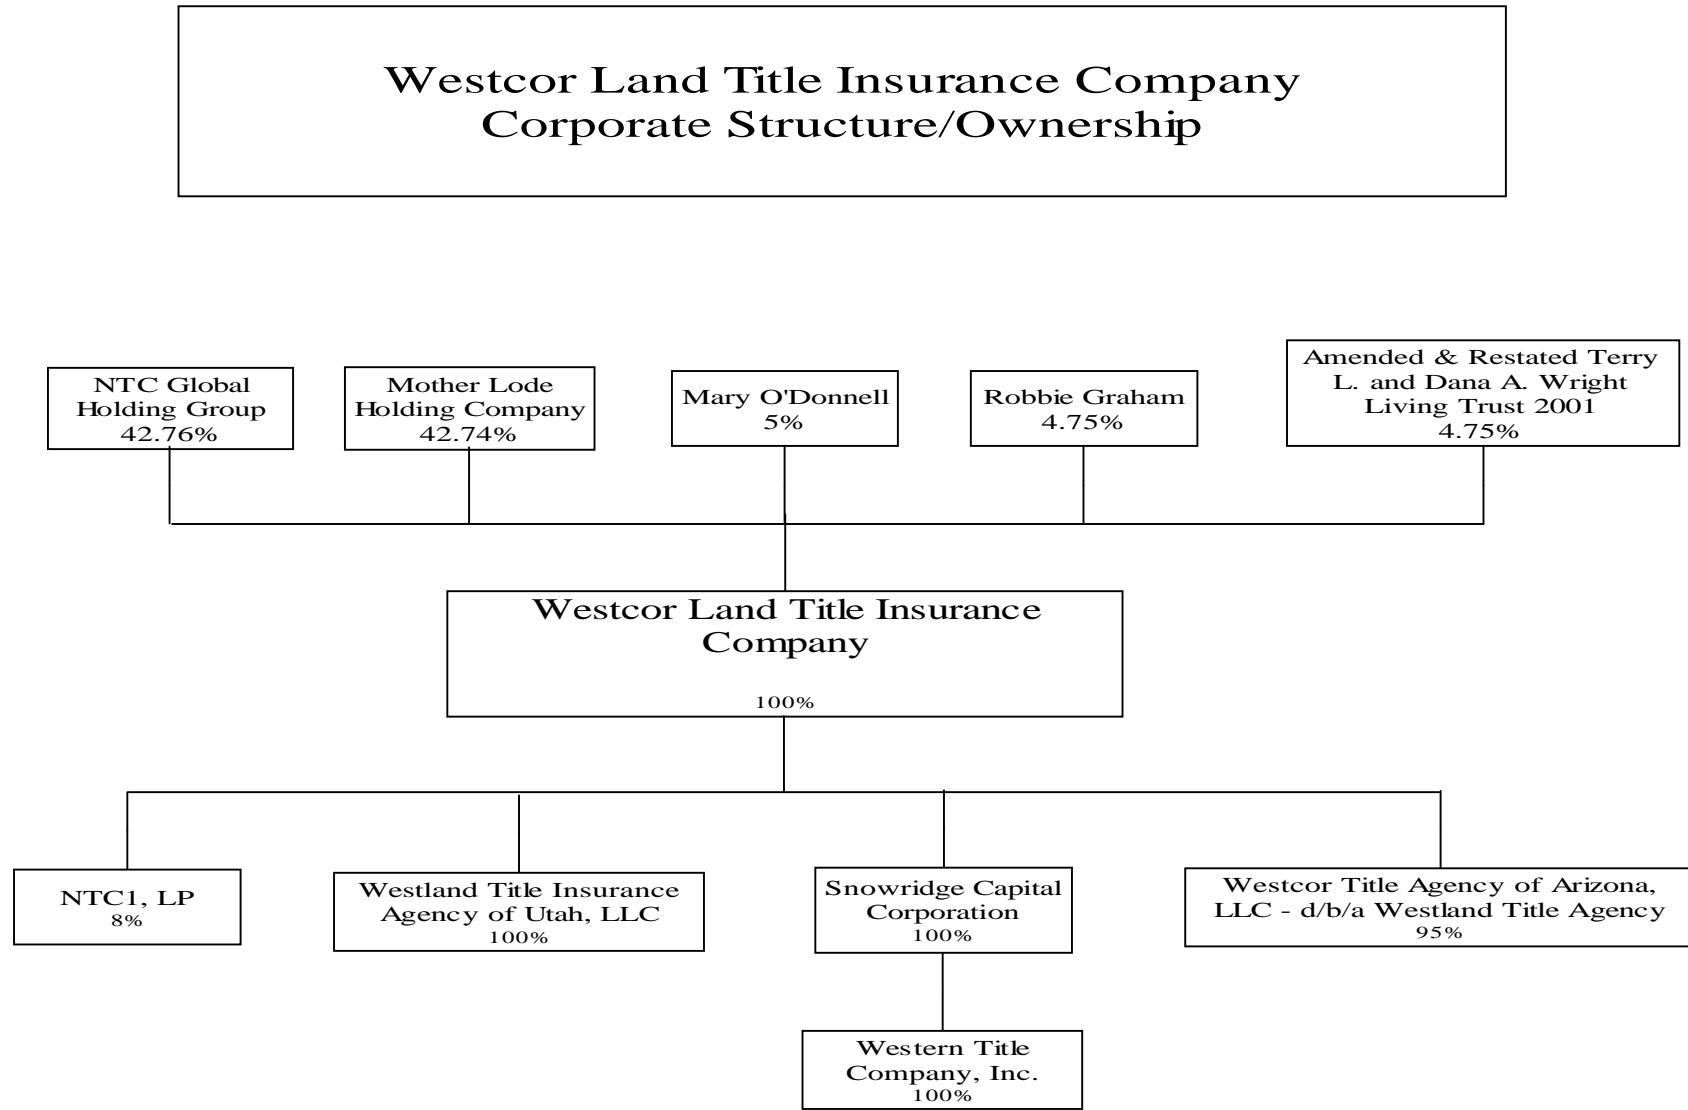 Westcor Land Title Insurance Company
Corporate Structure/Ownership
NTC Global
Holding Group
42.76%
Mother Lode
Holding Company
42.74%
Mary O'Donnell
5%
Robbie Graham
4.75%
Amended & Restated Terry
L. and Dana A. Wright
Living Trust 2001
4.75%
Westcor Land Title Insurance
Company
100%
NTC1, LP
8%
Westland Title Insurance
Agency of Utah, LLC
100%
Snowridge Capital
Corporation
100%
Westcor Title Agency of Arizona,
LLC - d/b/a Westland Title Agency
95%
Western Title
Company, Inc.
100%